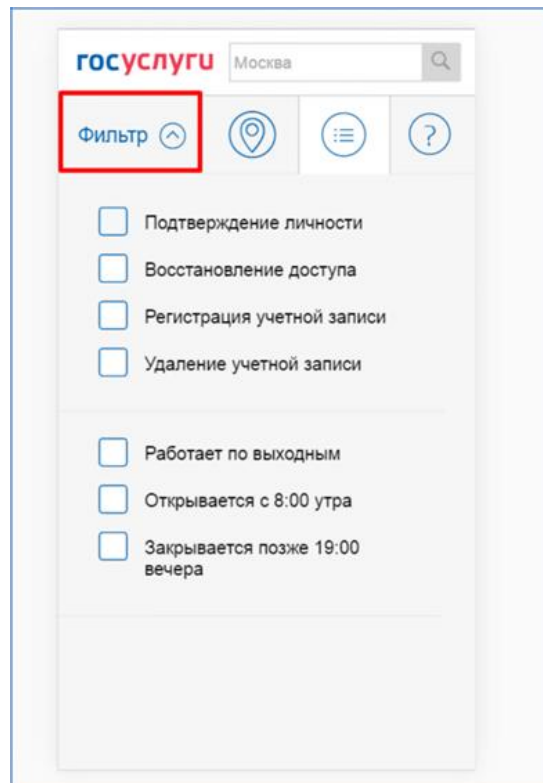 госуслуги Москва
Фильтр ?
Подтверждение личности
Восстановление доступа
Регистрация учетной записи
Удаление учетной записи
Работает по выходным
Открывается с 8:00 утра
Закрывается позже 19:00
вечера